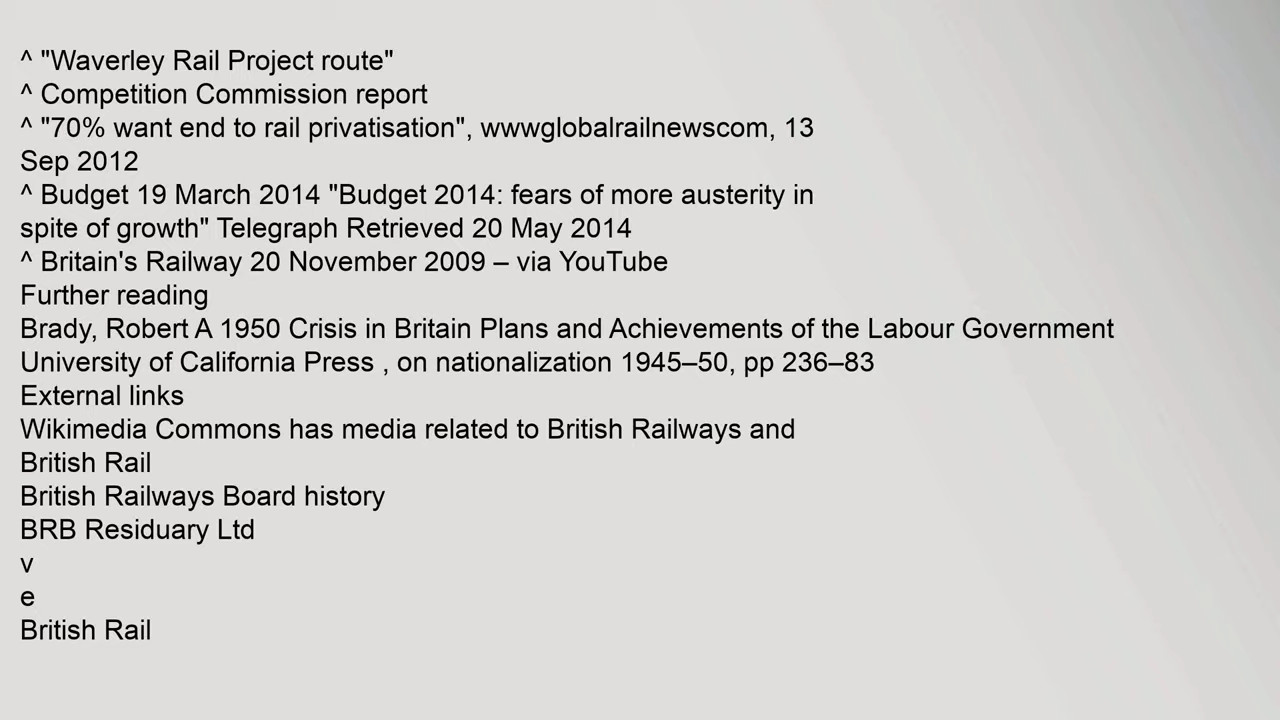 ^ "Waverley Rail Project route"
^ Competition Commission report
^ "70% want end to rail privatisation", wwwglobalrailnewscom, 13
Sep 2012
^ Budget 19 March 2014 "Budget 2014: fears of more austerity in
spite of growth" Telegraph Retrieved 20 May 2014
^ Britain's Railway 20 November 2009 – via YouTube
Further reading
Brady, Robert A 1950 Crisis in Britain Plans and Achievements of the Labour Government
University of California Press , on nationalization 1945–50, pp 236–83
External links
Wikimedia Commons has media related to British Railways and
British Rail
British Railways Board history
BRB Residuary Ltd
v
e
British Rail